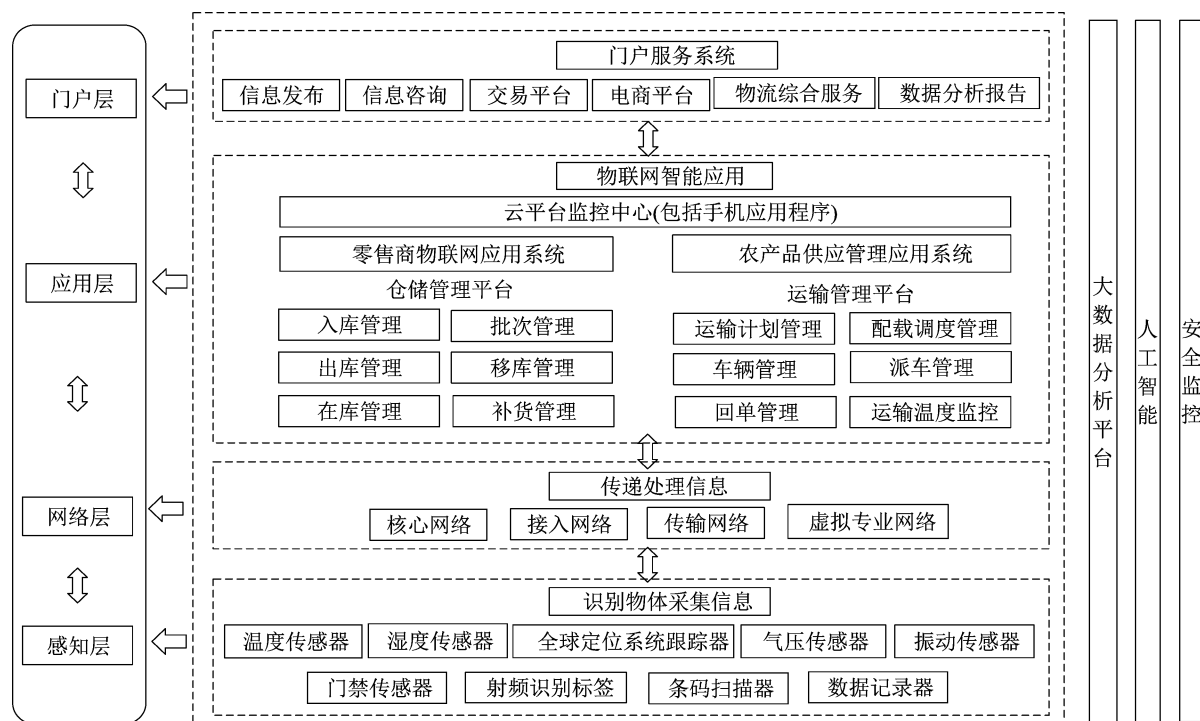 门户层
应用层
网络层
感知层
门户服务系统
信息发布
信息咨询
交易平台
电商平台
物流综合服务
数据分析报告
物联网智能应用
云平台监控中心(包括手机应用程序)
零售商物联网应用系统
农产品供应管理应用系统
仓储管理平台
运输管理平台
入库管理
批次管理
运输计划管理
配载调度管理
出库管理
移库管理
车辆管理
派车管理
在库管理
补货管理
回单管理
运输温度监控
传递处理信息
核心网络
接入网络
传输网络
虚拟专业网络
识别物体采集信息
温度传感器
湿度传感器
全球定位系统跟踪器
气压传感器
振动传感器
门禁传感器
射频识别标签
条码扫描器
数据记录器
大数据分析平台
人工智能
安全监控